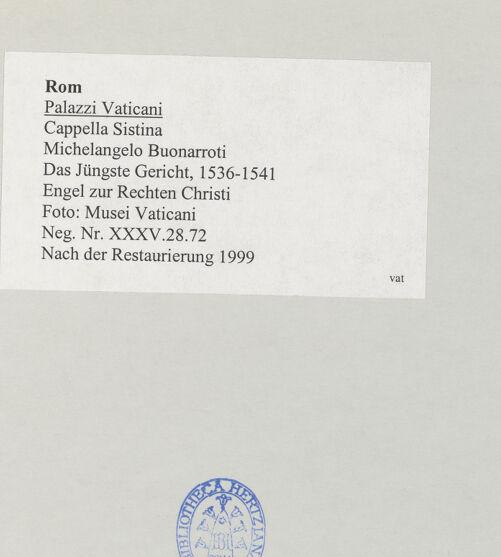 Rom
Palazzi Vaticani
Cappella Sistina
Michelangelo Buonarroti
Das Jüngste Gericht, 1536-1541
Engel zur Rechten Christi
Foto: Musei Vaticani
Neg. Nr. XXXV.28.72
Nach der Restaurierung 1999
vat
BIBLIOTHECA HERTZIANA